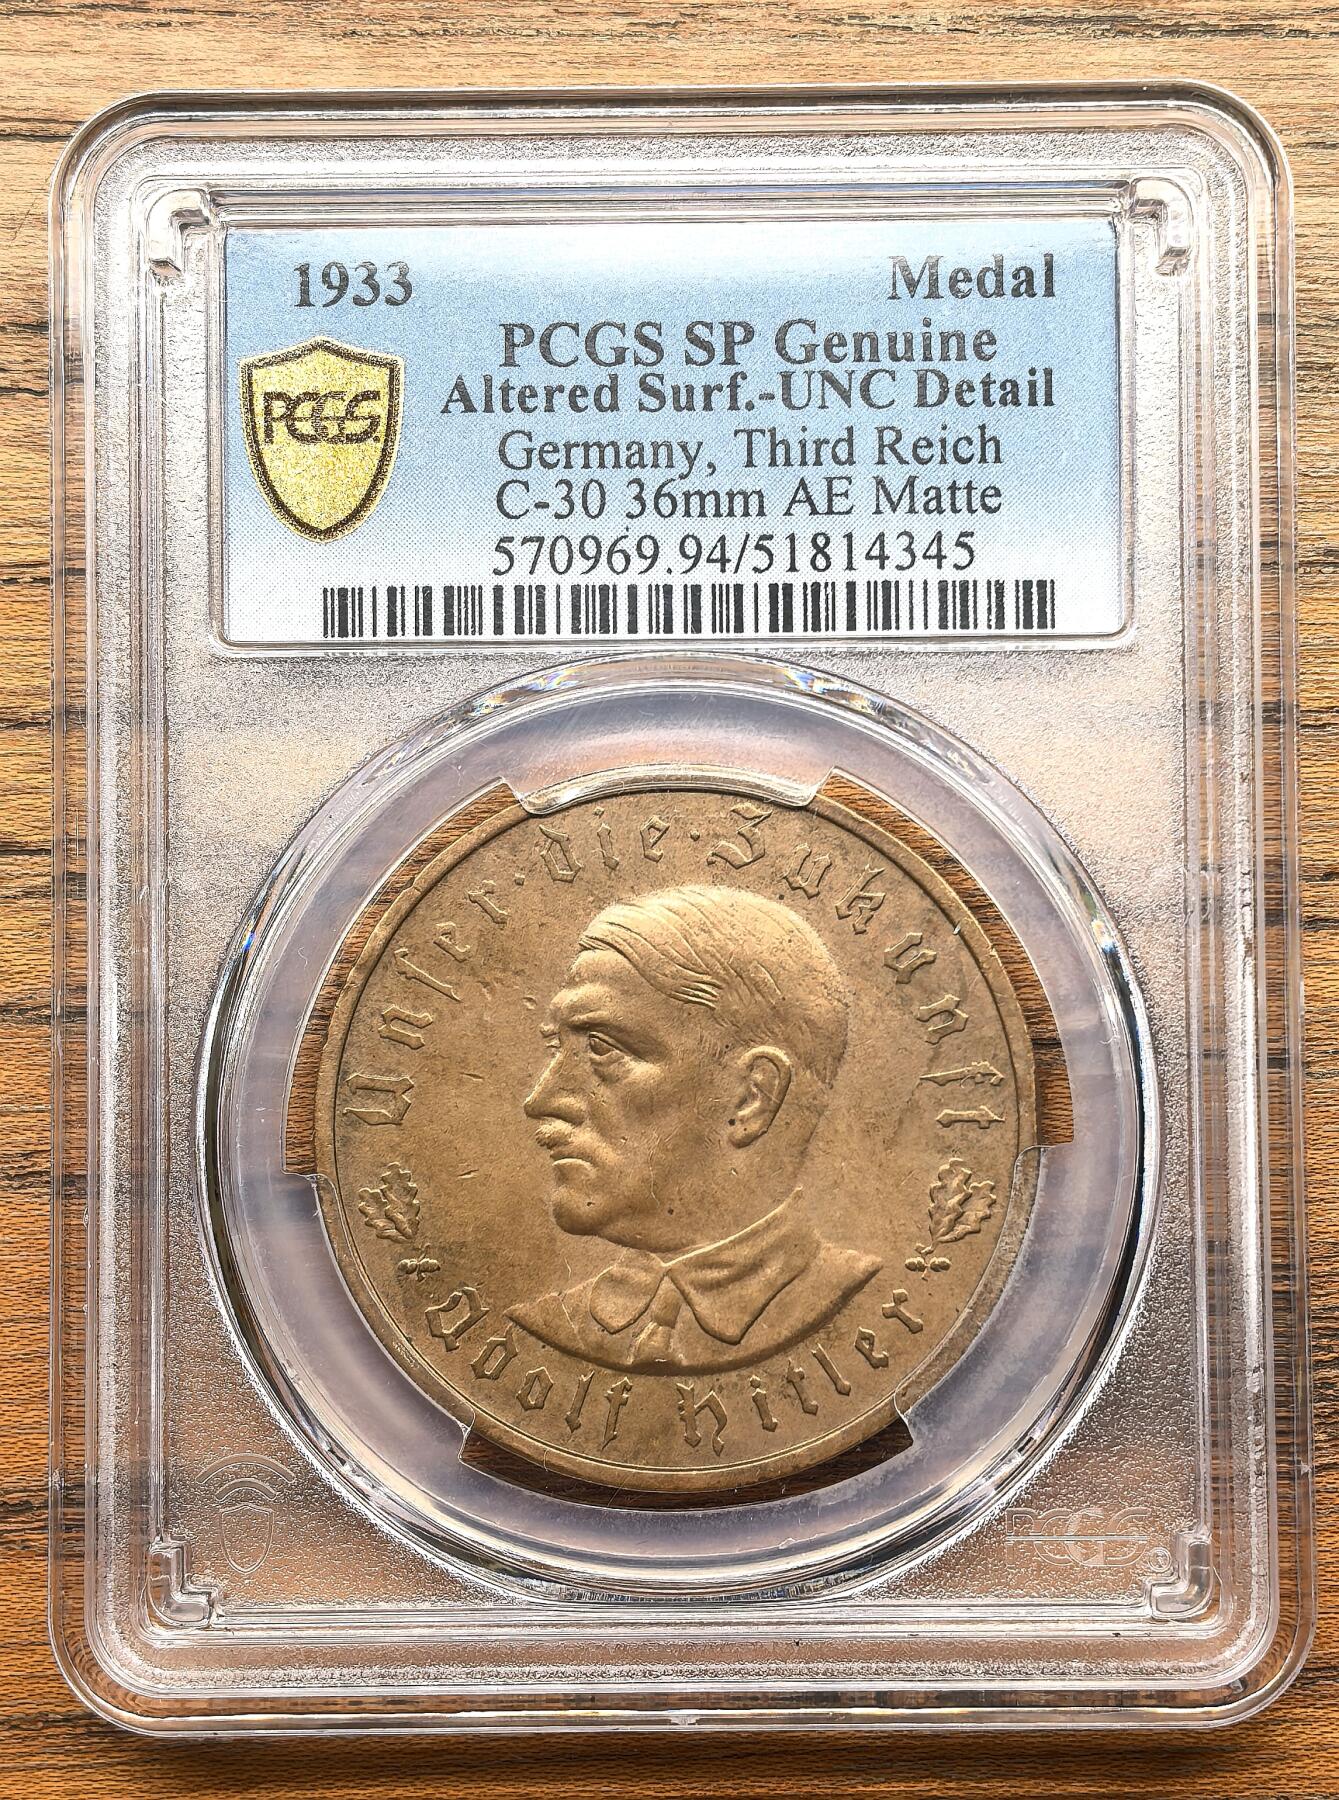 1933 Medal
PCGS SP Genuine
Altered Surf.-UNC Detail
Germany, Third Reich
C-30 36mm AE Matte
570969.94/51814345
PCGS
Unſer · die · Zukunft
Adolf Hitler
PCGS